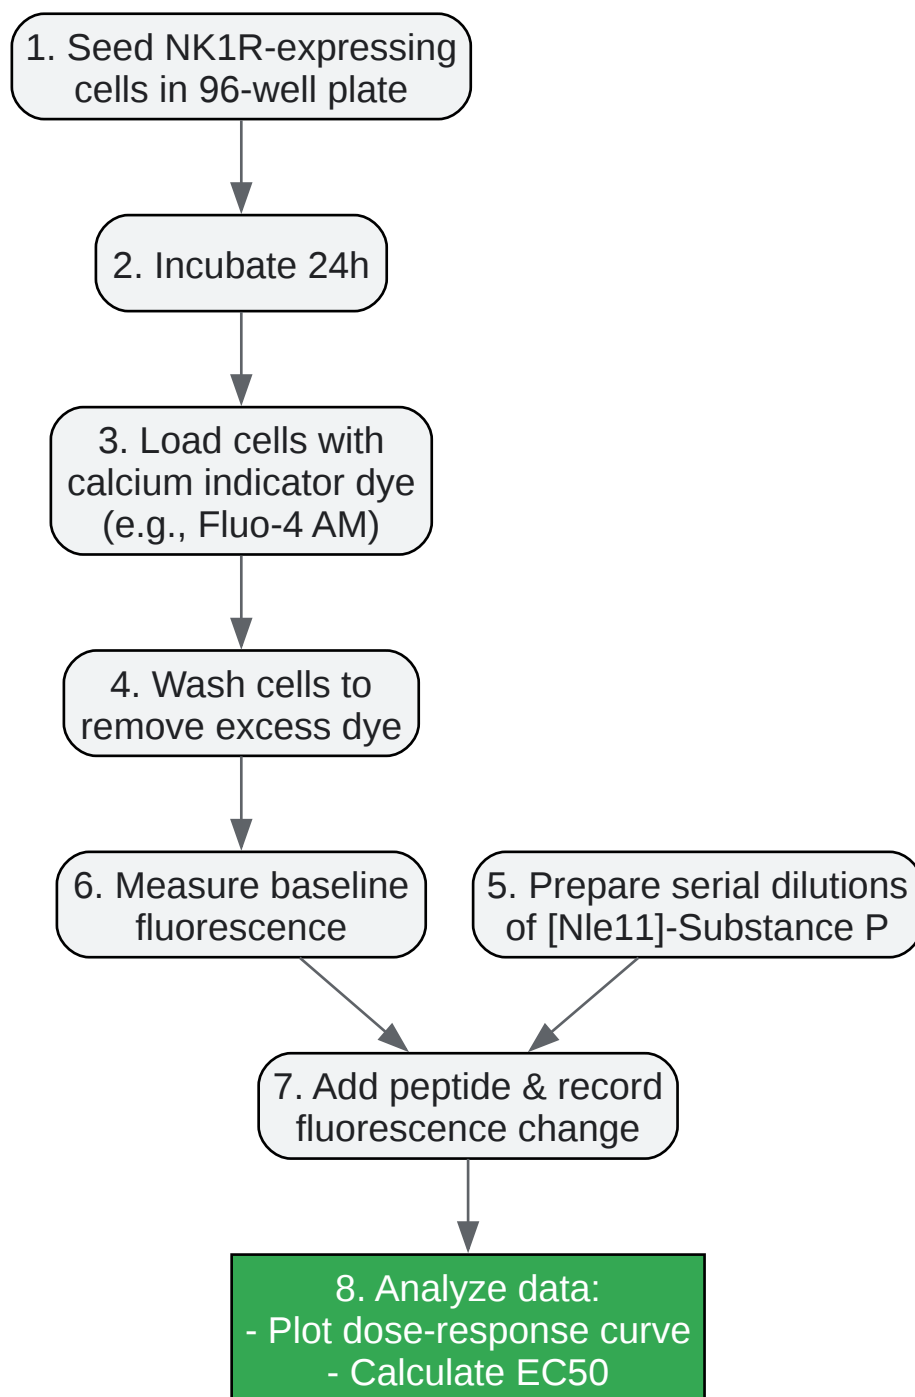 1. Seed NK1R-expressing
cells in 96-well plate
2. Incubate 24h
3. Load cells with
calcium indicator dye
(e.g., Fluo-4 AM)
4. Wash cells to
remove excess dye
6. Measure baseline
fluorescence
5. Prepare serial dilutions
of [Nle11]-Substance P
7. Add peptide & record
fluorescence change
8. Analyze data:
- Plot dose-response curve
- Calculate EC50